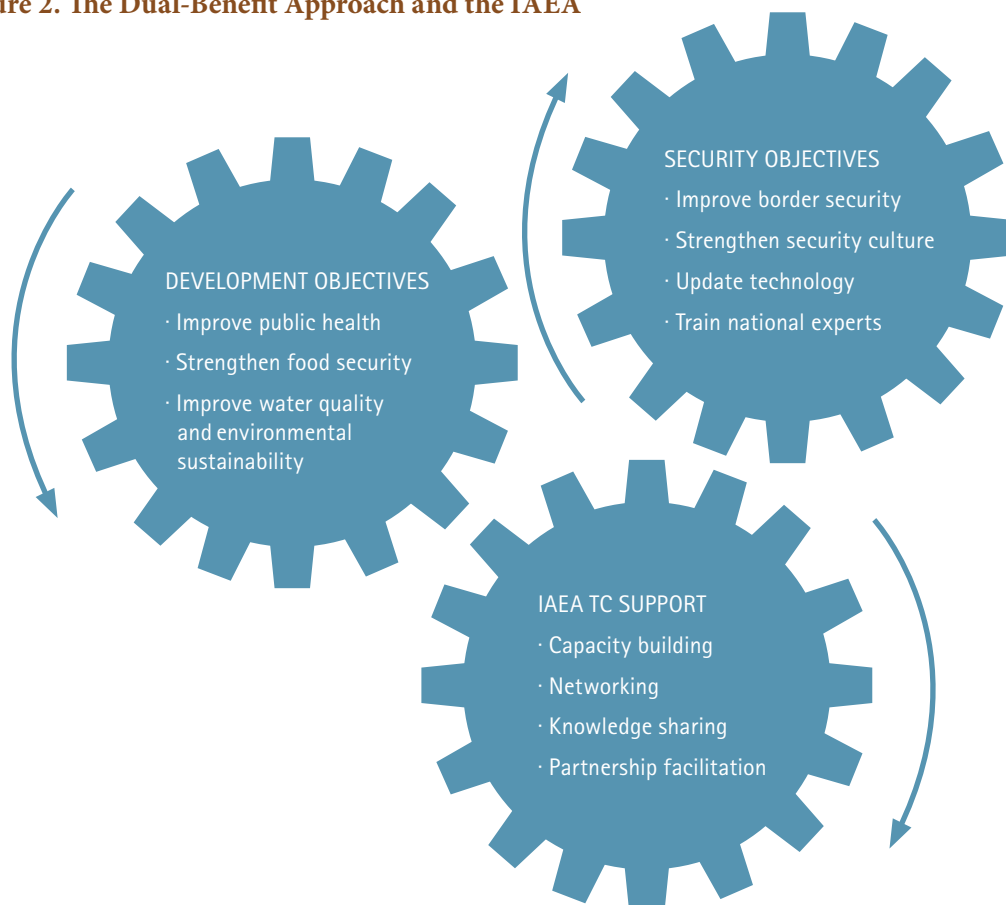 ure 2. The Dual-Benefit Approach and the IAEA
SECURITY OBJECTIVES
· Improve border security
· Strengthen security culture
· Update technology
· Train national experts
DEVELOPMENT OBJECTIVES
· Improve public health
· Strengthen food security
· Improve water quality
and environmental
sustainability
IAEA TC SUPPORT
· Capacity building
· Networking
· Knowledge sharing
· Partnership facilitation